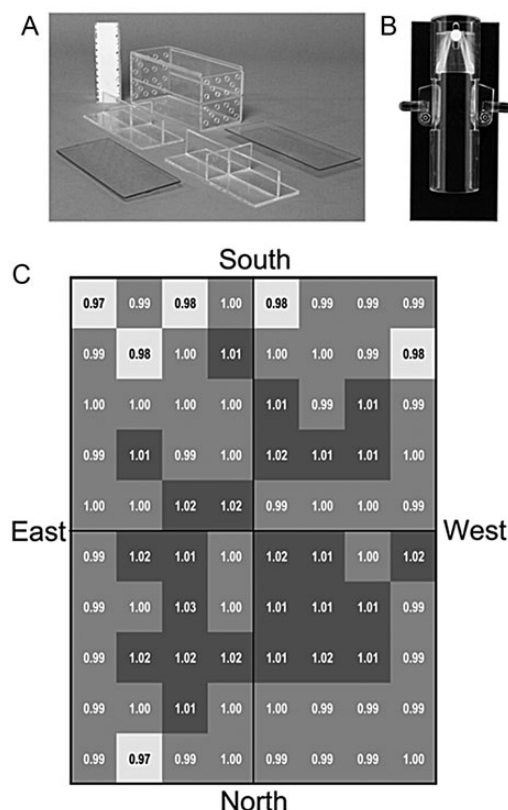 A
B
C
South
0.97 0.99 0.98 1.00 0.98 0.99 0.99 0.99
0.99 0.98 1.00 1.01 1.00 1.00 0.99 0.98
1.00 1.00 1.00 1.00 1.01 0.99 1.01 0.99
0.99 1.01 0.99 1.00 1.02 1.01 1.01 1.00
1.00 1.00 1.02 1.02 0.99 1.00 1.00 0.99
East
West
0.99 1.02 1.01 1.00 1.02 1.01 1.00 1.02
0.99 1.00 1.03 1.00 1.01 1.01 1.01 0.99
0.99 1.02 1.02 1.02 1.01 1.02 1.01 0.99
0.99 1.00 1.01 1.00 1.00 0.99 0.99 0.99
0.99 0.97 0.99 1.00 0.99 0.99 0.99 1.00
North